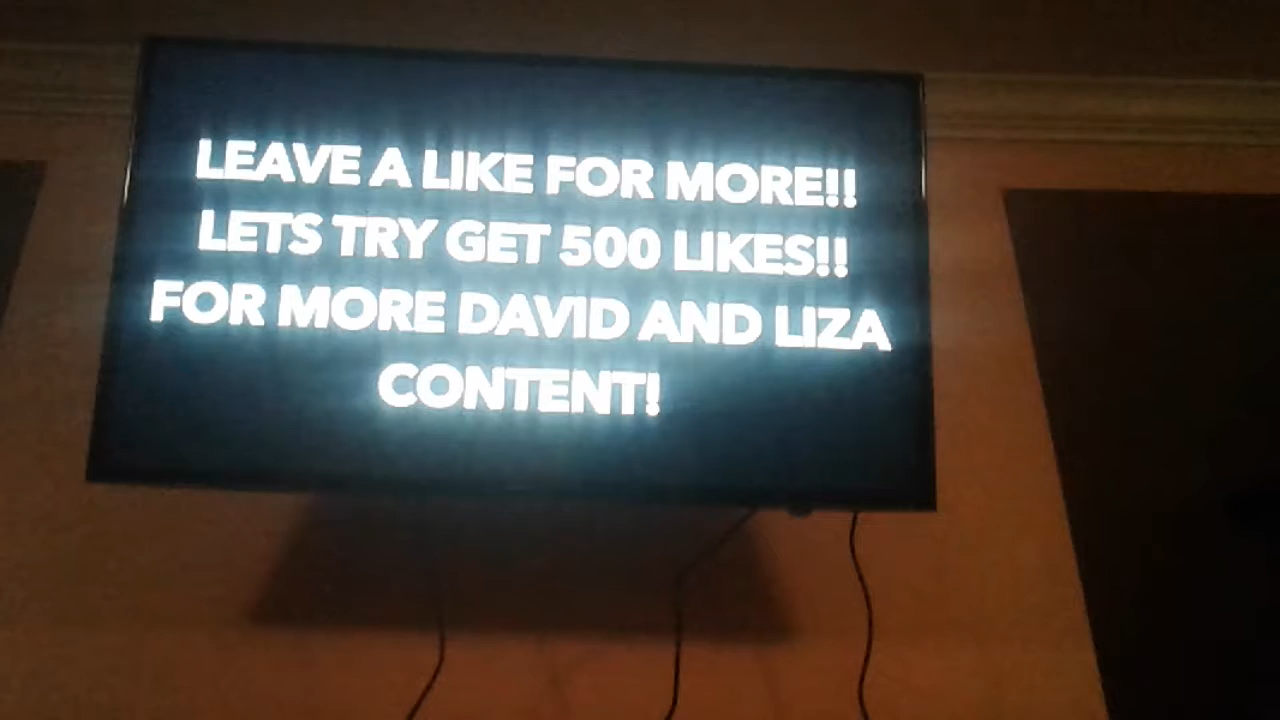 LEAVE A LIKE FOR MORE!!
LETS TRY GET 500 LIKES!!
FOR MORE DAVID AND LIZA
CONTENT!